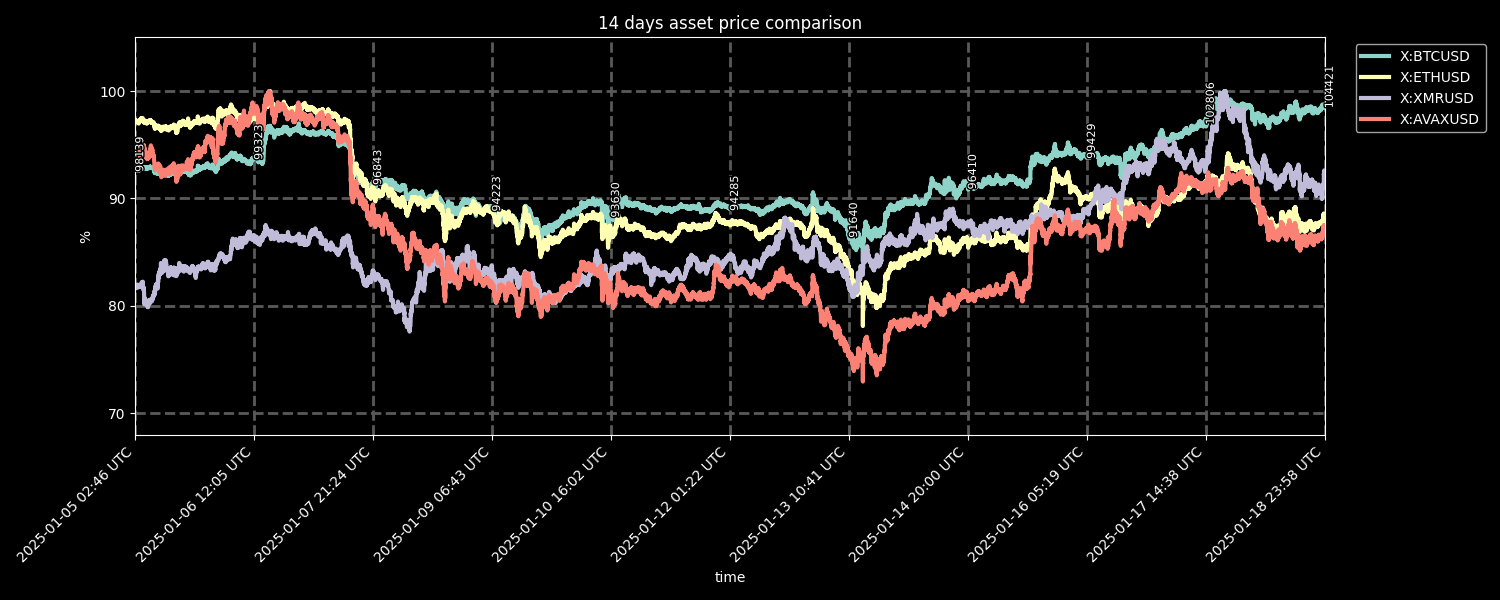 14 days asset price comparison
X:BTCUSD
X:ETHUSD
X:XMRUSD
X:AVAXUSD
100
90
80
70
%
98139
99323
96843
94223
93630
94285
91640
96410
99429
102806
104421
2025-01-05 02:46 UTC
2025-01-06 12:05 UTC
2025-01-07 21:24 UTC
2025-01-09 06:43 UTC
2025-01-10 16:02 UTC
2025-01-12 01:22 UTC
2025-01-13 10:41 UTC
2025-01-14 20:00 UTC
2025-01-16 05:19 UTC
2025-01-17 14:38 UTC
2025-01-18 23:58 UTC
time